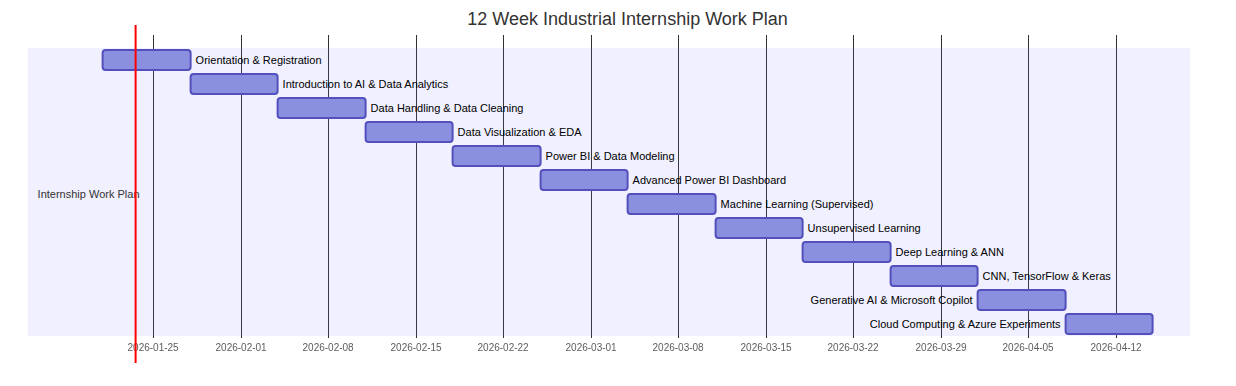 12 Week Industrial Internship Work Plan
Orientation & Registration
Introduction to AI & Data Analytics
Data Handling & Data Cleaning
Data Visualization & EDA
Power BI & Data Modeling
Advanced Power BI Dashboard
Internship Work Plan
Machine Learning (Supervised)
Unsupervised Learning
Deep Learning & ANN
CNN, TensorFlow & Keras
Generative AI & Microsoft Copilot
Cloud Computing & Azure Experiments
2026-01-25 2026-02-01 2026-02-08 2026-02-15 2026-02-22 2026-03-01 2026-03-08 2026-03-15 2026-03-22 2026-03-29 2026-04-05 2026-04-12